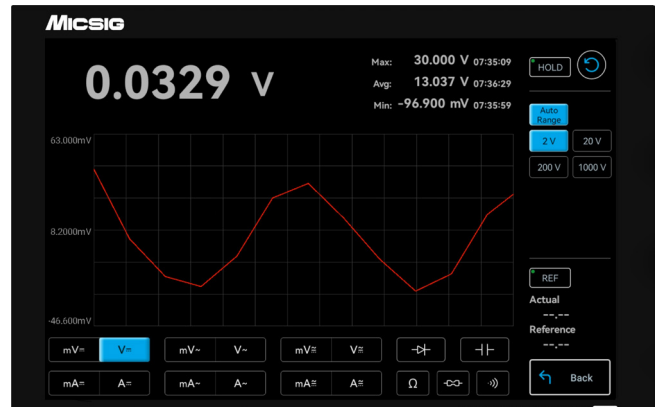 MICSIG
0.0329 V
Max: 30.000 V 07:35:09
Avg: 13.037 V 07:36:29
Min: -96.900 mV 07:35:59
HOLD
Auto Range
2 V
20 V
200 V
1000 V
63.000mV
8.2000mV
-46.600mV
REF
Actual
--.--
Reference
--.--
mV⎓ V⎓ mV~ V~ mV≅ V≅
mA⎓ A⎓ mA~ A~ mA≅ A≅ Ω
Back